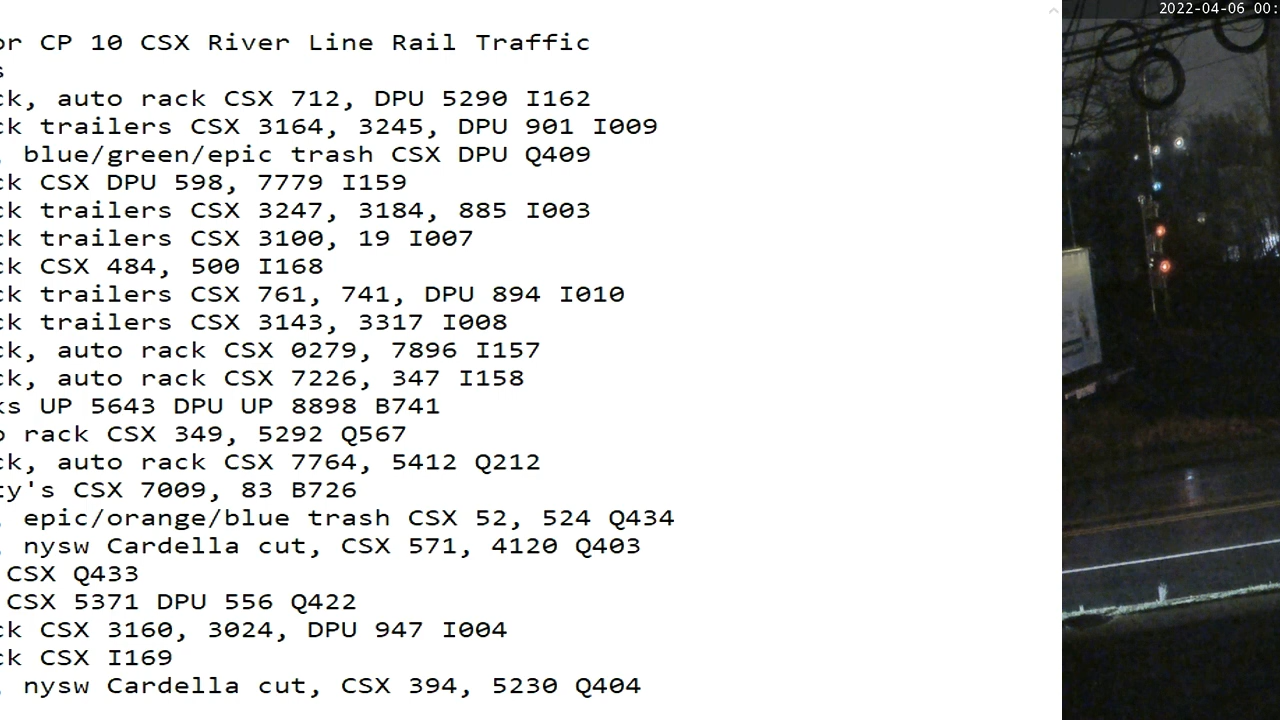 2022-04-06 00:
or CP 10 CSX River Line Rail Traffic
s
ck, auto rack CSX 712, DPU 5290 I162
ck trailers CSX 3164, 3245, DPU 901 I009
, blue/green/epic trash CSX DPU Q409
ck CSX DPU 598, 7779 I159
ck trailers CSX 3247, 3184, 885 I003
ck trailers CSX 3100, 19 I007
ck CSX 484, 500 I168
ck trailers CSX 761, 741, DPU 894 I010
ck trailers CSX 3143, 3317 I008
ck, auto rack CSX 0279, 7896 I157
ck, auto rack CSX 7226, 347 I158
ks UP 5643 DPU UP 8898 B741
o rack CSX 349, 5292 Q567
ck, auto rack CSX 7764, 5412 Q212
ty's CSX 7009, 83 B726
, epic/orange/blue trash CSX 52, 524 Q434
, nysw Cardella cut, CSX 571, 4120 Q403
CSX Q433
CSX 5371 DPU 556 Q422
ck CSX 3160, 3024, DPU 947 I004
ck CSX I169
, nysw Cardella cut, CSX 394, 5230 Q404